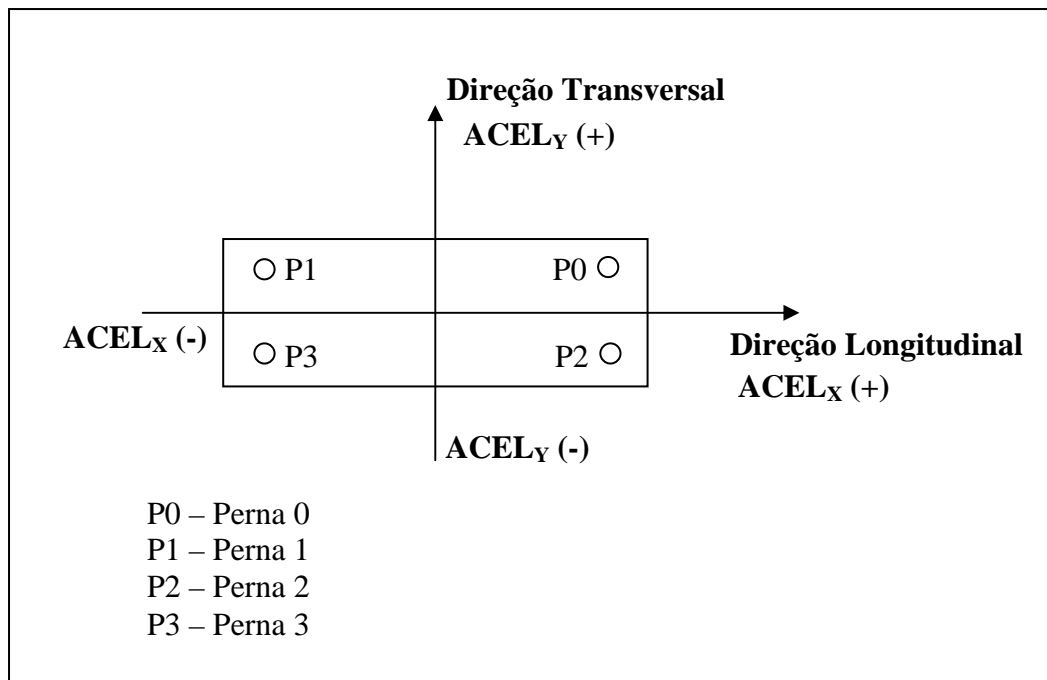 Direção Transversal
ACELY (+)
P1
P0
ACELX (-)
P3
P2
Direção Longitudinal
ACELX (+)
ACELY (-)
P0 – Perna 0
P1 – Perna 1
P2 – Perna 2
P3 – Perna 3